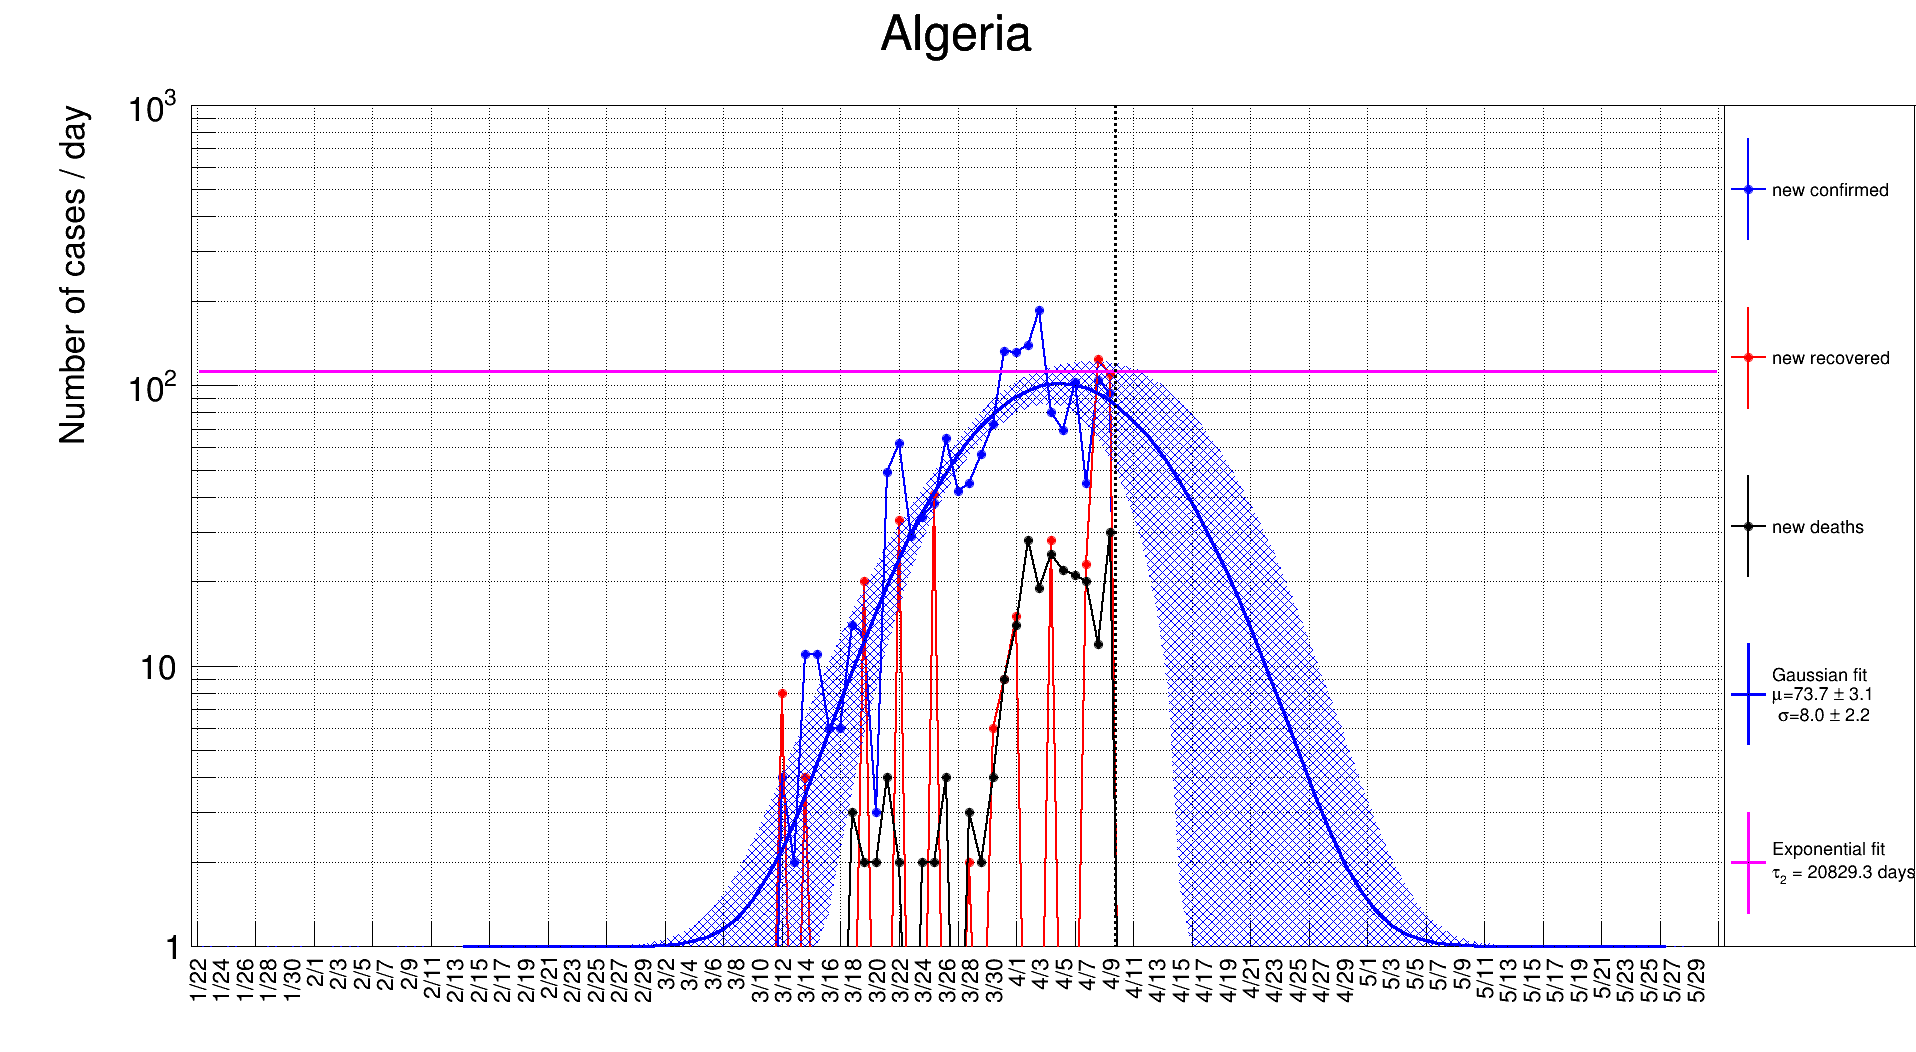 Algeria
Number of cases / day
10³
10²
10
1
1/22 1/24 1/26 1/28 1/30 2/1 2/3 2/5 2/7 2/9 2/11 2/13 2/15 2/17 2/19 2/21 2/23 2/25 2/27 2/29 3/2 3/4 3/6 3/8 3/10 3/12 3/14 3/16 3/18 3/20 3/22 3/24 3/26 3/28 3/30 4/1 4/3 4/5 4/7 4/9 4/11 4/13 4/15 4/17 4/19 4/21 4/23 4/25 4/27 4/29 5/1 5/3 5/5 5/7 5/9 5/11 5/13 5/15 5/17 5/19 5/21 5/23 5/25 5/27 5/29
new confirmed
new recovered
new deaths
Gaussian fit
μ=73.7 ± 3.1
σ=8.0 ± 2.2
Exponential fit
τ₂ = 20829.3 days